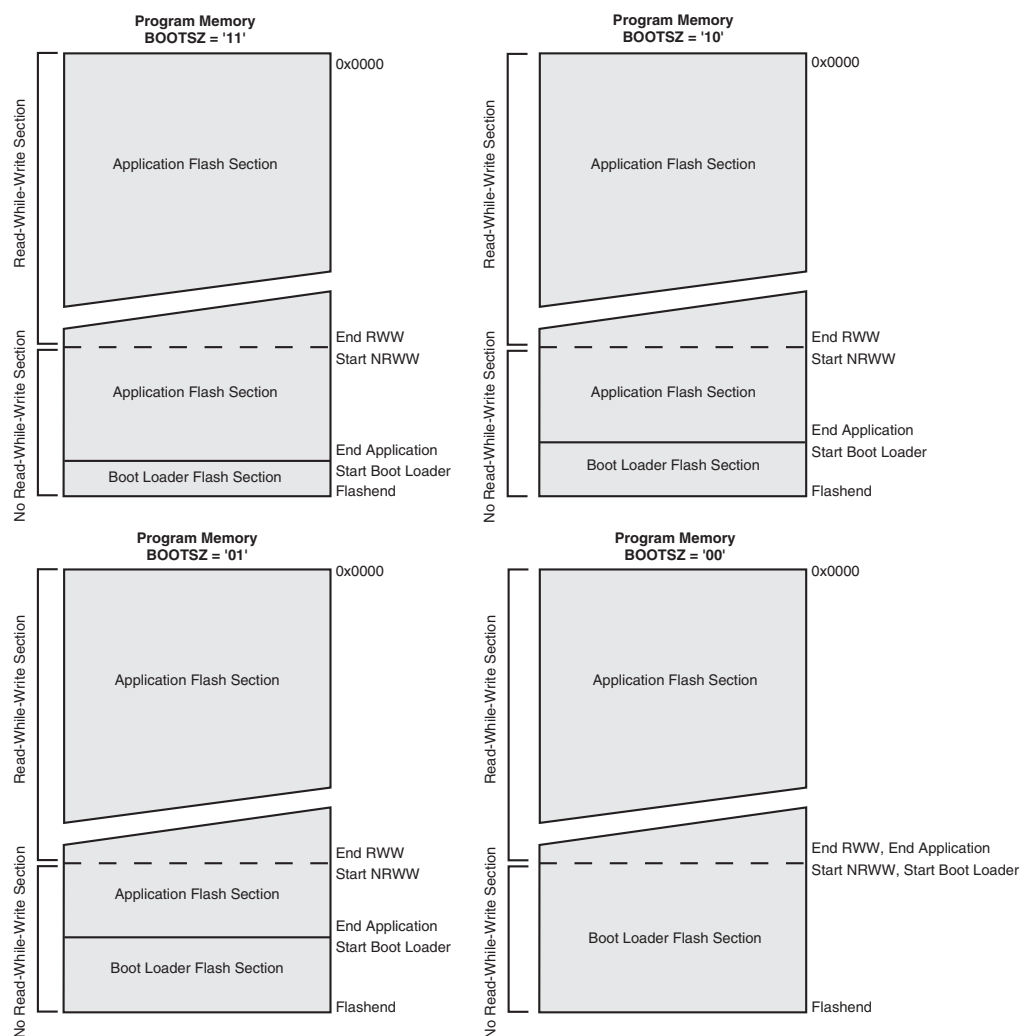 Program Memory
BOOTSZ = '11'
0x0000
Read-While-Write Section
Application Flash Section
End RWW
Start NRWW
No Read-While-Write Section
Application Flash Section
End Application
Start Boot Loader
Boot Loader Flash Section
Flashend
Program Memory
BOOTSZ = '10'
0x0000
Read-While-Write Section
Application Flash Section
End RWW
Start NRWW
No Read-While-Write Section
Application Flash Section
End Application
Start Boot Loader
Boot Loader Flash Section
Flashend
Program Memory
BOOTSZ = '01'
0x0000
Read-While-Write Section
Application Flash Section
End RWW
Start NRWW
No Read-While-Write Section
Application Flash Section
End Application
Start Boot Loader
Boot Loader Flash Section
Flashend
Program Memory
BOOTSZ = '00'
0x0000
Read-While-Write Section
Application Flash Section
End RWW, End Application
Start NRWW, Start Boot Loader
No Read-While-Write Section
Boot Loader Flash Section
Flashend